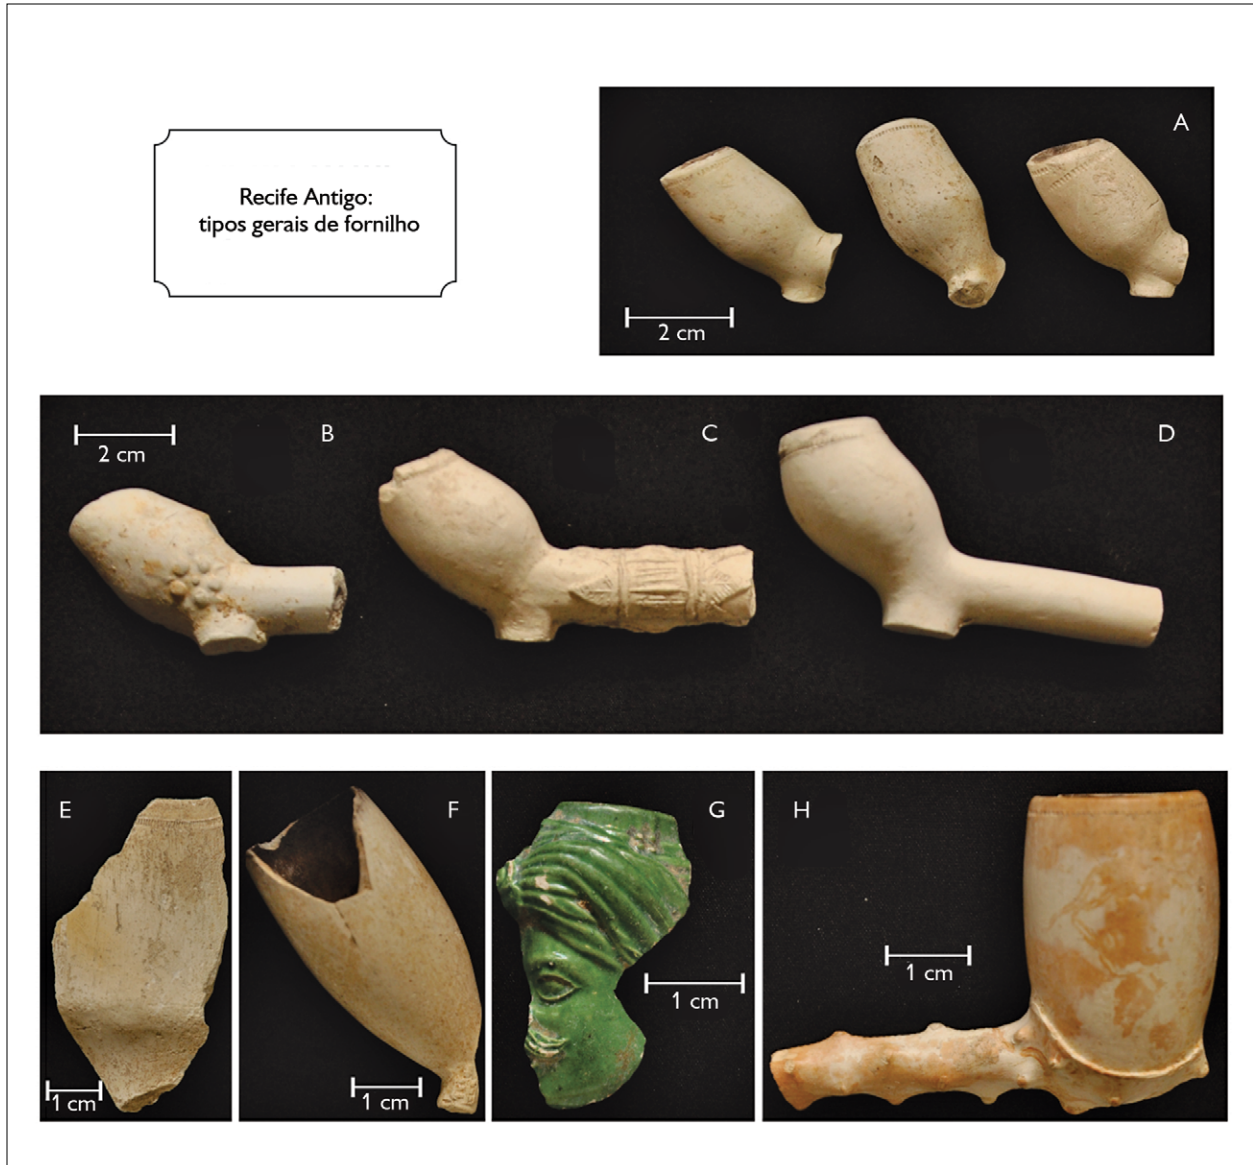 Recife Antigo:
tipos gerais de fornilho
A
2 cm
B
2 cm
C
D
E
1 cm
F
1 cm
G
1 cm
H
1 cm